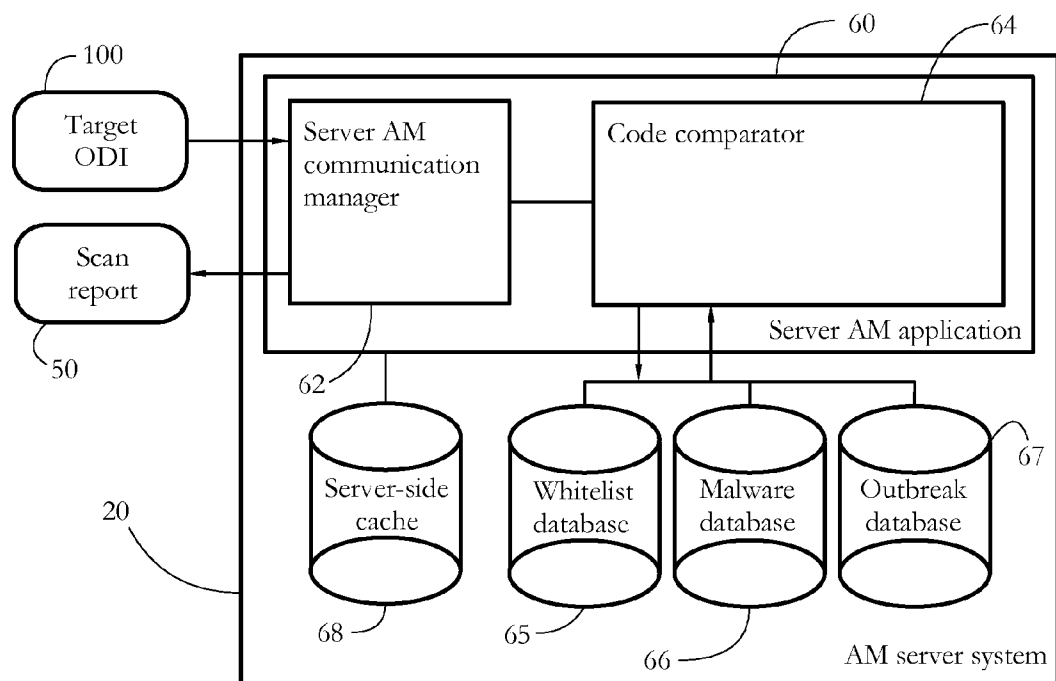 100
60
64
Target
ODI
Server AM
communication
manager
Code comparator
Scan
report
50
62
Server AM application
Server-side
cache
Whitelist
database
Malware
database
Outbreak
database
67
20
68
65
66
AM server system